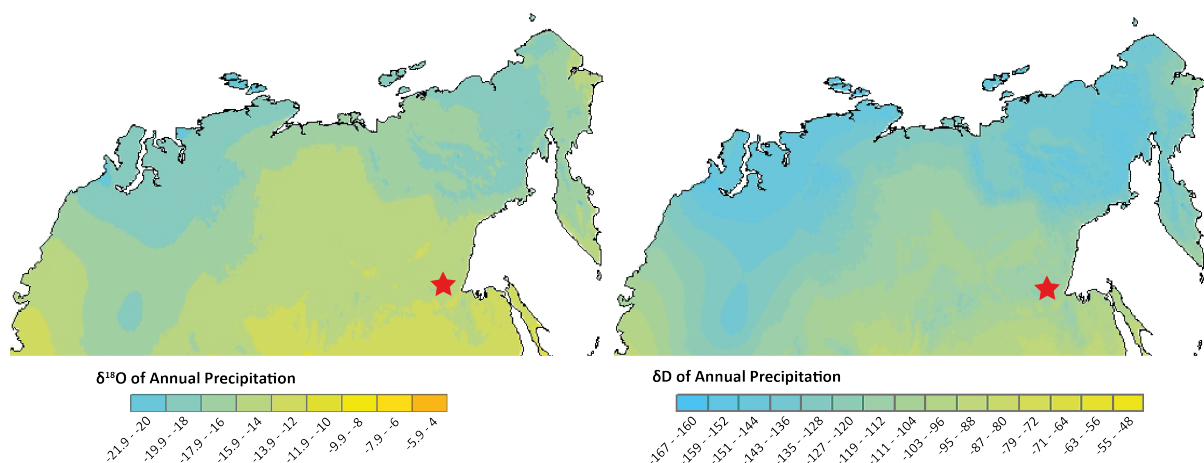 δ¹⁸O of Annual Precipitation
-21.9 - -20
-19.9 - -18
-17.9 - -16
-15.9 - -14
-13.9 - -12
-11.9 - -10
-9.9 - -8
-7.9 - -6
-5.9 - -4
δD of Annual Precipitation
-167 - -160
-159 - -152
-151 - -144
-143 - -136
-135 - -128
-127 - -120
-119 - -112
-111 - -104
-103 - -96
-95 - -88
-87 - -80
-79 - -72
-71 - -64
-63 - -56
-55 - -48